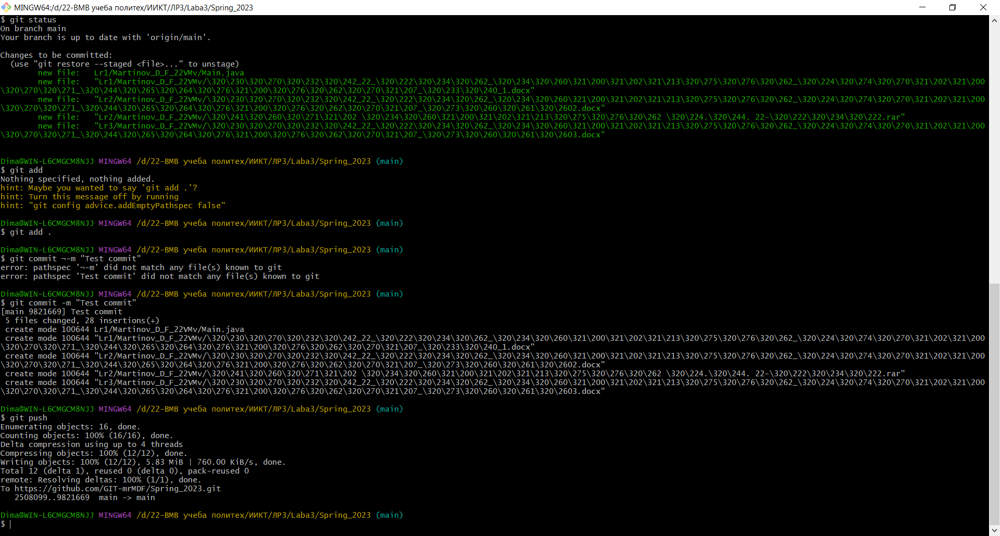 MINGW64:/d/22-ВМВ учеба политех/ИИКТ/ЛР3/Laba3/Spring_2023
$ git status
On branch main
Your branch is up to date with 'origin/main'.
Changes to be committed:
  (use "git restore --staged <file>..." to unstage)
        new file:   Lr1/Martinov_D_F_22VMv/Main.java
        new file:   "Lr1/Martinov_D_F_22VMv/\320\230\320\270\320\232\320\242_22_\320\222\320\234\320\262_\320\234\320\260\321\200\321\202\321\213\320\275\320\276\320\262_\320\224\320\274\320\270\321\202\321\200
\320\270\320\271_\320\244\320\265\320\264\320\276\321\200\320\276\320\262\320\270\321\207_\320\233\320\240_1.docx"
        new file:   "Lr2/Martinov_D_F_22VMv/\320\230\320\270\320\232\320\242_22_\320\222\320\234\320\262_\320\234\320\260\321\200\321\202\321\213\320\275\320\276\320\262_\320\224\320\274\320\270\321\202\321\200
\320\270\320\271_\320\244\320\265\320\264\320\276\321\200\320\276\320\262\320\270\321\207_\320\273\320\260\320\261\320\2602.docx"
        new file:   "Lr2/Martinov_D_F_22VMv/\320\241\320\260\320\271\321\202 \320\234\320\260\321\200\321\202\321\213\320\275\320\276\320\262 \320\224.\320\244. 22-\320\222\320\234\320\222.rar"
        new file:   "Lr3/Martinov_D_F_22VMv/\320\230\320\270\320\232\320\242_22_\320\222\320\234\320\262_\320\234\320\260\321\200\321\202\321\213\320\275\320\276\320\262_\320\224\320\274\320\270\321\202\321\200
\320\270\320\271_\320\244\320\265\320\264\320\276\321\200\320\276\320\262\320\270\321\207_\320\273\320\260\320\261\320\2603.docx"
Dima@WIN-L6CMGCM8NJJ MINGW64 /d/22-ВМВ учеба политех/ИИКТ/ЛР3/Laba3/Spring_2023 (main)
$ git add
Nothing specified, nothing added.
hint: Maybe you wanted to say 'git add .'?
hint: Turn this message off by running
hint: "git config advice.addEmptyPathspec false"
Dima@WIN-L6CMGCM8NJJ MINGW64 /d/22-ВМВ учеба политех/ИИКТ/ЛР3/Laba3/Spring_2023 (main)
$ git add .
Dima@WIN-L6CMGCM8NJJ MINGW64 /d/22-ВМВ учеба политех/ИИКТ/ЛР3/Laba3/Spring_2023 (main)
$ git commit ¬-m "Test commit"
error: pathspec '¬-m' did not match any file(s) known to git
error: pathspec 'Test commit' did not match any file(s) known to git
Dima@WIN-L6CMGCM8NJJ MINGW64 /d/22-ВМВ учеба политех/ИИКТ/ЛР3/Laba3/Spring_2023 (main)
$ git commit -m "Test commit"
[main 9821669] Test commit
 5 files changed, 28 insertions(+)
 create mode 100644 Lr1/Martinov_D_F_22VMv/Main.java
 create mode 100644 "Lr1/Martinov_D_F_22VMv/\320\230\320\270\320\232\320\242_22_\320\222\320\234\320\262_\320\234\320\260\321\200\321\202\321\213\320\275\320\276\320\262_\320\224\320\274\320\270\321\202\321\200
\320\270\320\271_\320\244\320\265\320\264\320\276\321\200\320\276\320\262\320\270\321\207_\320\233\320\240_1.docx"
 create mode 100644 "Lr2/Martinov_D_F_22VMv/\320\230\320\270\320\232\320\242_22_\320\222\320\234\320\262_\320\234\320\260\321\200\321\202\321\213\320\275\320\276\320\262_\320\224\320\274\320\270\321\202\321\200
\320\270\320\271_\320\244\320\265\320\264\320\276\321\200\320\276\320\262\320\270\321\207_\320\273\320\260\320\261\320\2602.docx"
 create mode 100644 "Lr2/Martinov_D_F_22VMv/\320\241\320\260\320\271\321\202 \320\234\320\260\321\200\321\202\321\213\320\275\320\276\320\262 \320\224.\320\244. 22-\320\222\320\234\320\222.rar"
 create mode 100644 "Lr3/Martinov_D_F_22VMv/\320\230\320\270\320\232\320\242_22_\320\222\320\234\320\262_\320\234\320\260\321\200\321\202\321\213\320\275\320\276\320\262_\320\224\320\274\320\270\321\202\321\200
\320\270\320\271_\320\244\320\265\320\264\320\276\321\200\320\276\320\262\320\270\321\207_\320\273\320\260\320\261\320\2603.docx"
Dima@WIN-L6CMGCM8NJJ MINGW64 /d/22-ВМВ учеба политех/ИИКТ/ЛР3/Laba3/Spring_2023 (main)
$ git push
Enumerating objects: 16, done.
Counting objects: 100% (16/16), done.
Delta compression using up to 4 threads
Compressing objects: 100% (12/12), done.
Writing objects: 100% (12/12), 5.83 MiB | 760.00 KiB/s, done.
Total 12 (delta 1), reused 0 (delta 0), pack-reused 0
remote: Resolving deltas: 100% (1/1), done.
To https://github.com/GIT-mrMDF/Spring_2023.git
   2508099..9821669  main -> main
Dima@WIN-L6CMGCM8NJJ MINGW64 /d/22-ВМВ учеба политех/ИИКТ/ЛР3/Laba3/Spring_2023 (main)
$